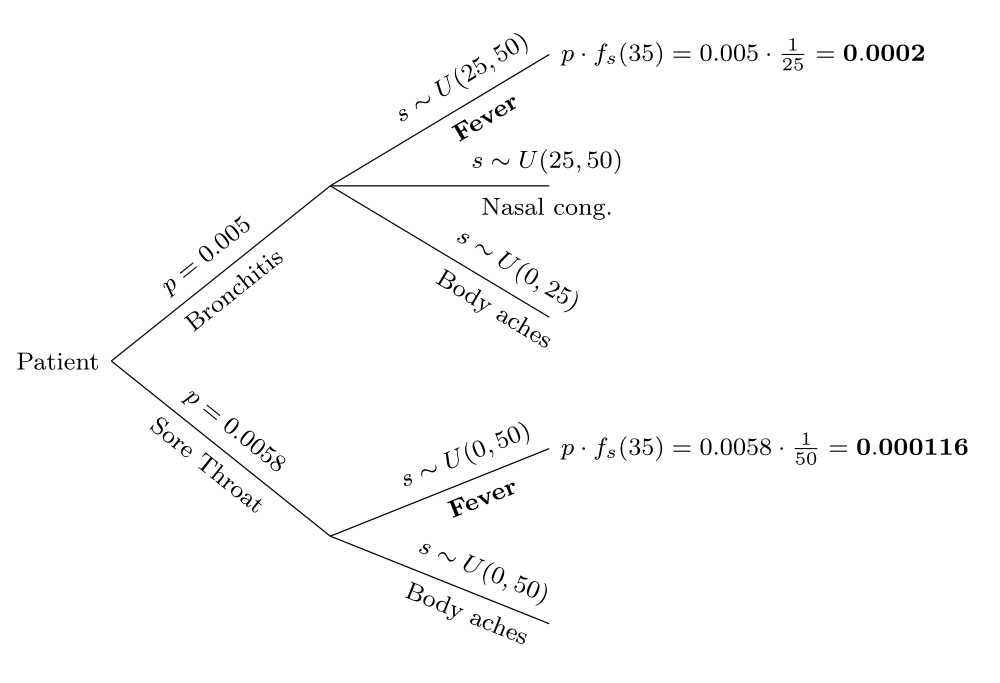 s ∼ U(25, 50)
p · f_s(35) = 0.005 · 1/25 = 0.0002
Fever
s ∼ U(25, 50)
Nasal cong.
p = 0.005
Bronchitis
s ∼ U(0, 25)
Body aches
Patient
p = 0.0058
Sore Throat
s ∼ U(0, 50)
p · f_s(35) = 0.0058 · 1/50 = 0.000116
Fever
s ∼ U(0, 50)
Body aches